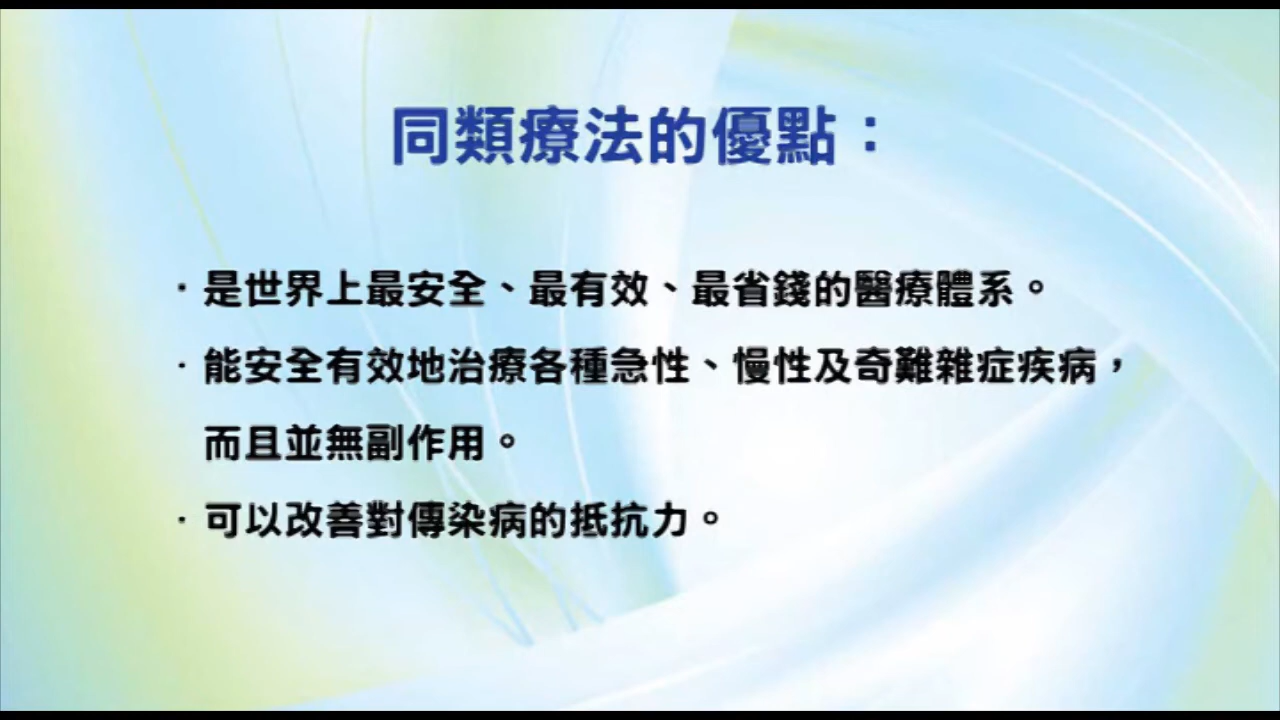 同類療法的優點：
·是世界上最安全、最有效、最省錢的醫療體系。
·能安全有效地治療各種急性、慢性及奇難雜症疾病，
而且並無副作用。
·可以改善對傳染病的抵抗力。